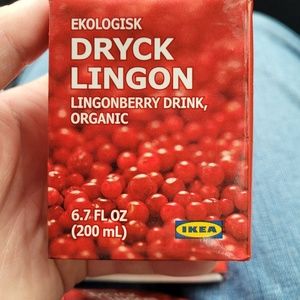 EKOLOGISK
DRYCK
LINGON
LINGONBERRY DRINK,
ORGANIC
6.7 FL OZ
(200 mL)
IKEA